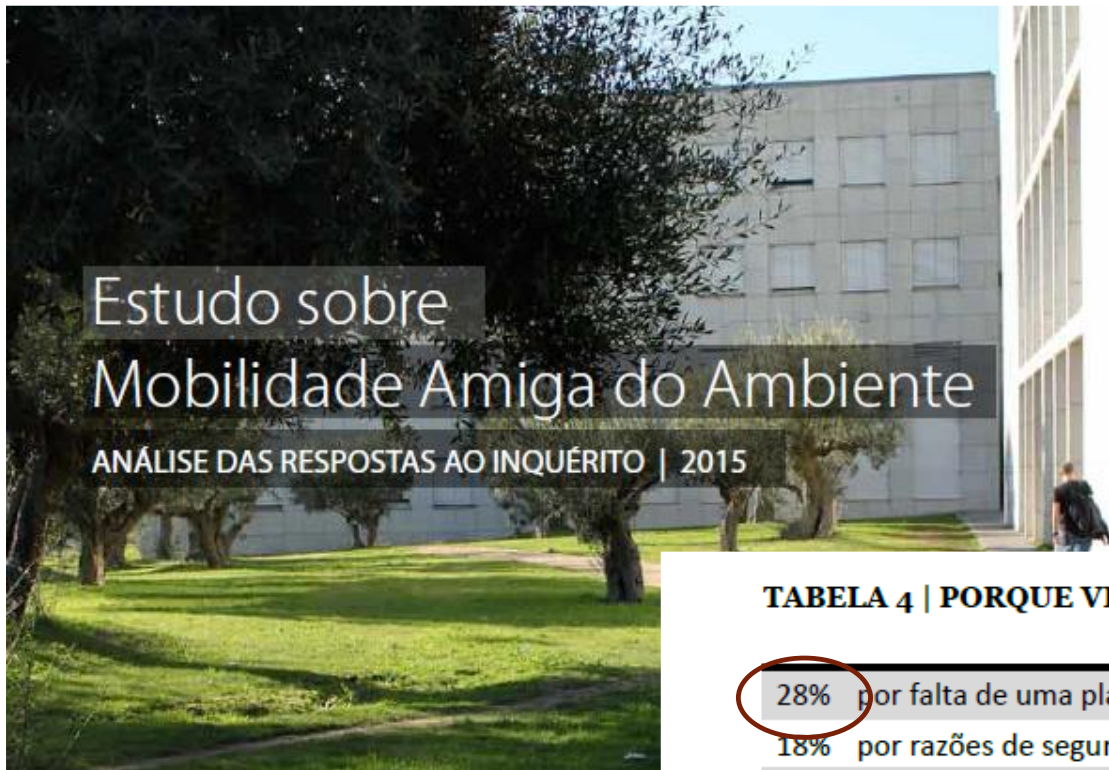 Estudo sobre
Mobilidade Amiga do Ambiente
ANÁLISE DAS RESPOSTAS AO INQUÉRITO | 2015
TABELA 4 | PORQUE
28% por falta de uma
18% por razões de